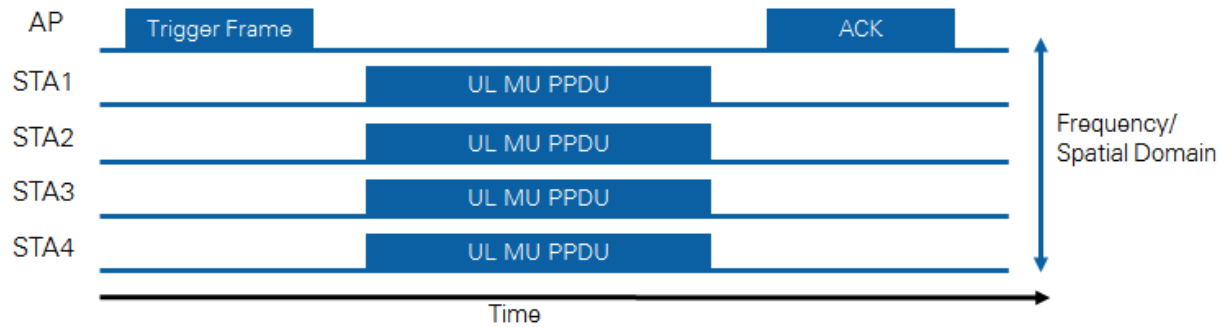 AP
Trigger Frame
ACK
STA1
UL MU PPDU
STA2
UL MU PPDU
STA3
UL MU PPDU
STA4
UL MU PPDU
Frequency/
Spatial Domain
Time